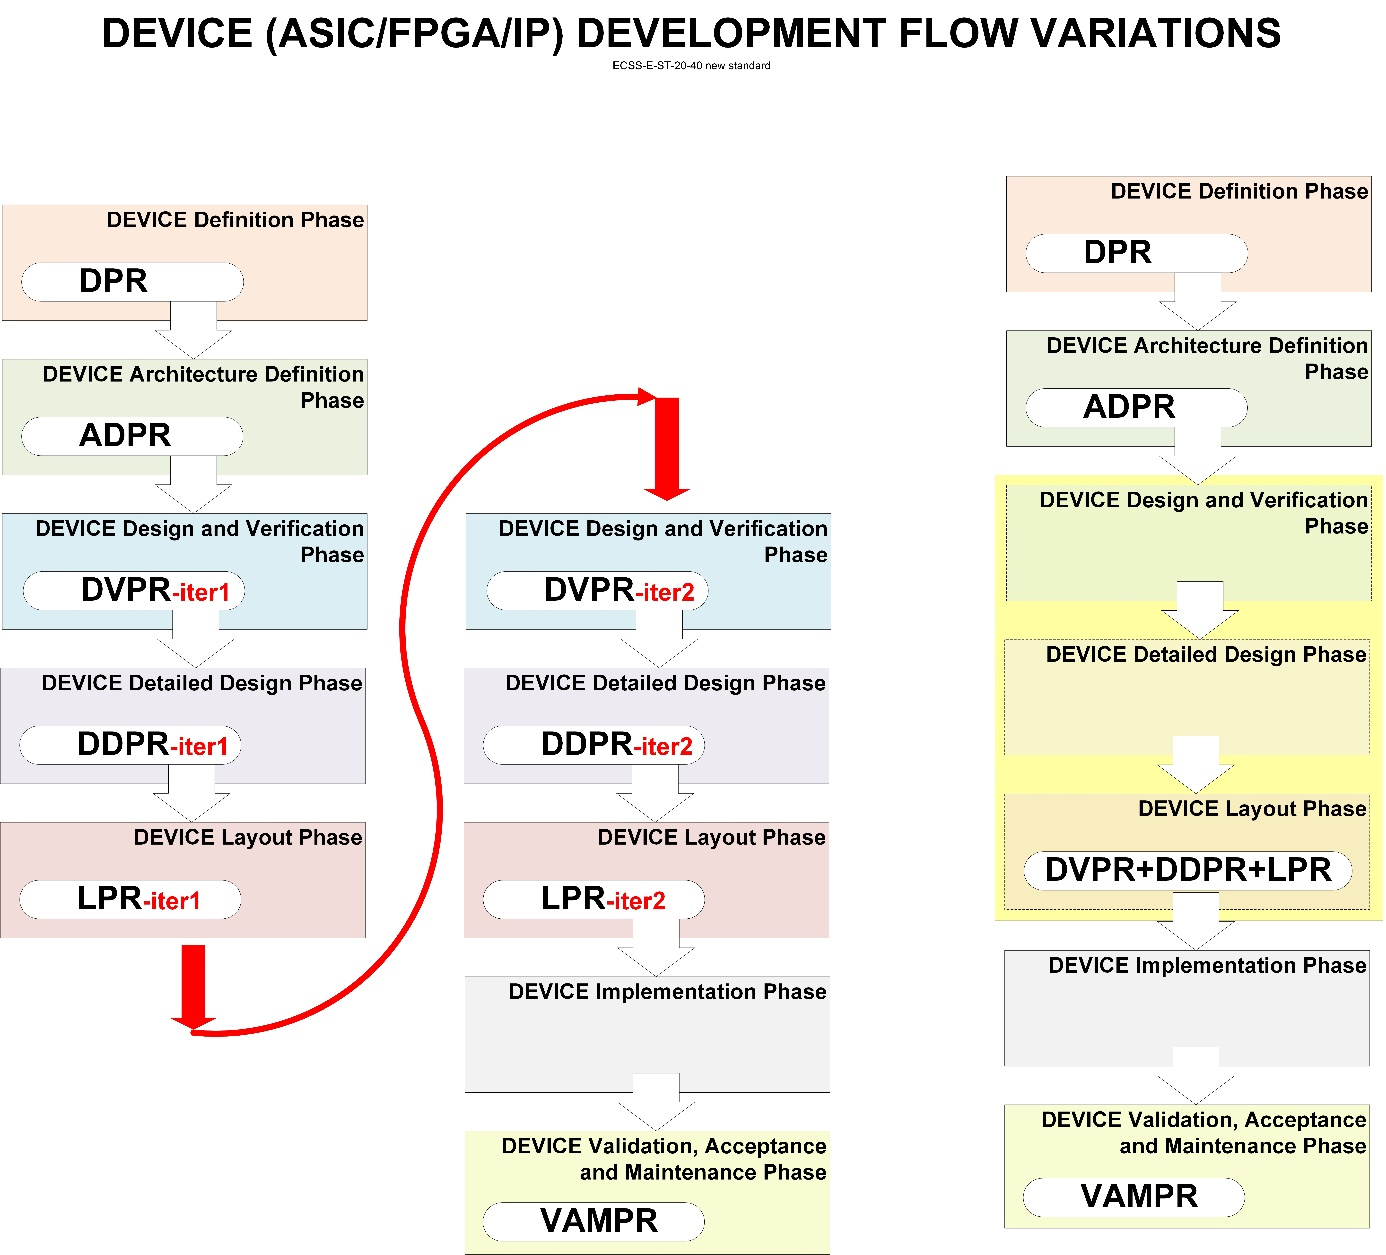 DEVICE (ASIC/FPGA/IP) DEVELOPMENT FLOW VARIATIONS
ECSS-E-ST-20-40 new standard
DEVICE Definition Phase
DPR
DEVICE Architecture Definition
Phase
ADPR
DEVICE Design and Verification
Phase
DVPR-iter1
DEVICE Detailed Design Phase
DDPR-iter1
DEVICE Layout Phase
LPR-iter1
DEVICE Design and Verification
Phase
DVPR-iter2
DEVICE Detailed Design Phase
DDPR-iter2
DEVICE Layout Phase
LPR-iter2
DEVICE Implementation Phase
DEVICE Validation, Acceptance
and Maintenance Phase
VAMPR
DEVICE Definition Phase
DPR
DEVICE Architecture Definition
Phase
ADPR
DEVICE Design and Verification
Phase
DEVICE Detailed Design Phase
DEVICE Layout Phase
DVPR+DDPR+LPR
DEVICE Implementation Phase
DEVICE Validation, Acceptance
and Maintenance Phase
VAMPR